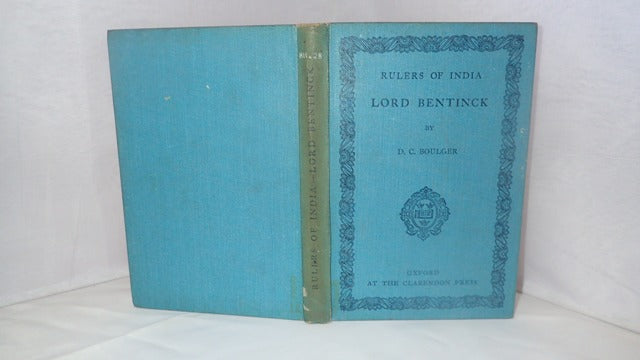 RULERS OF INDIA
LORD BENTINCK
BY
D. C. BOULGER
OXFORD
AT THE CLARENDON PRESS
RULERS OF INDIA — LORD BENTINCK